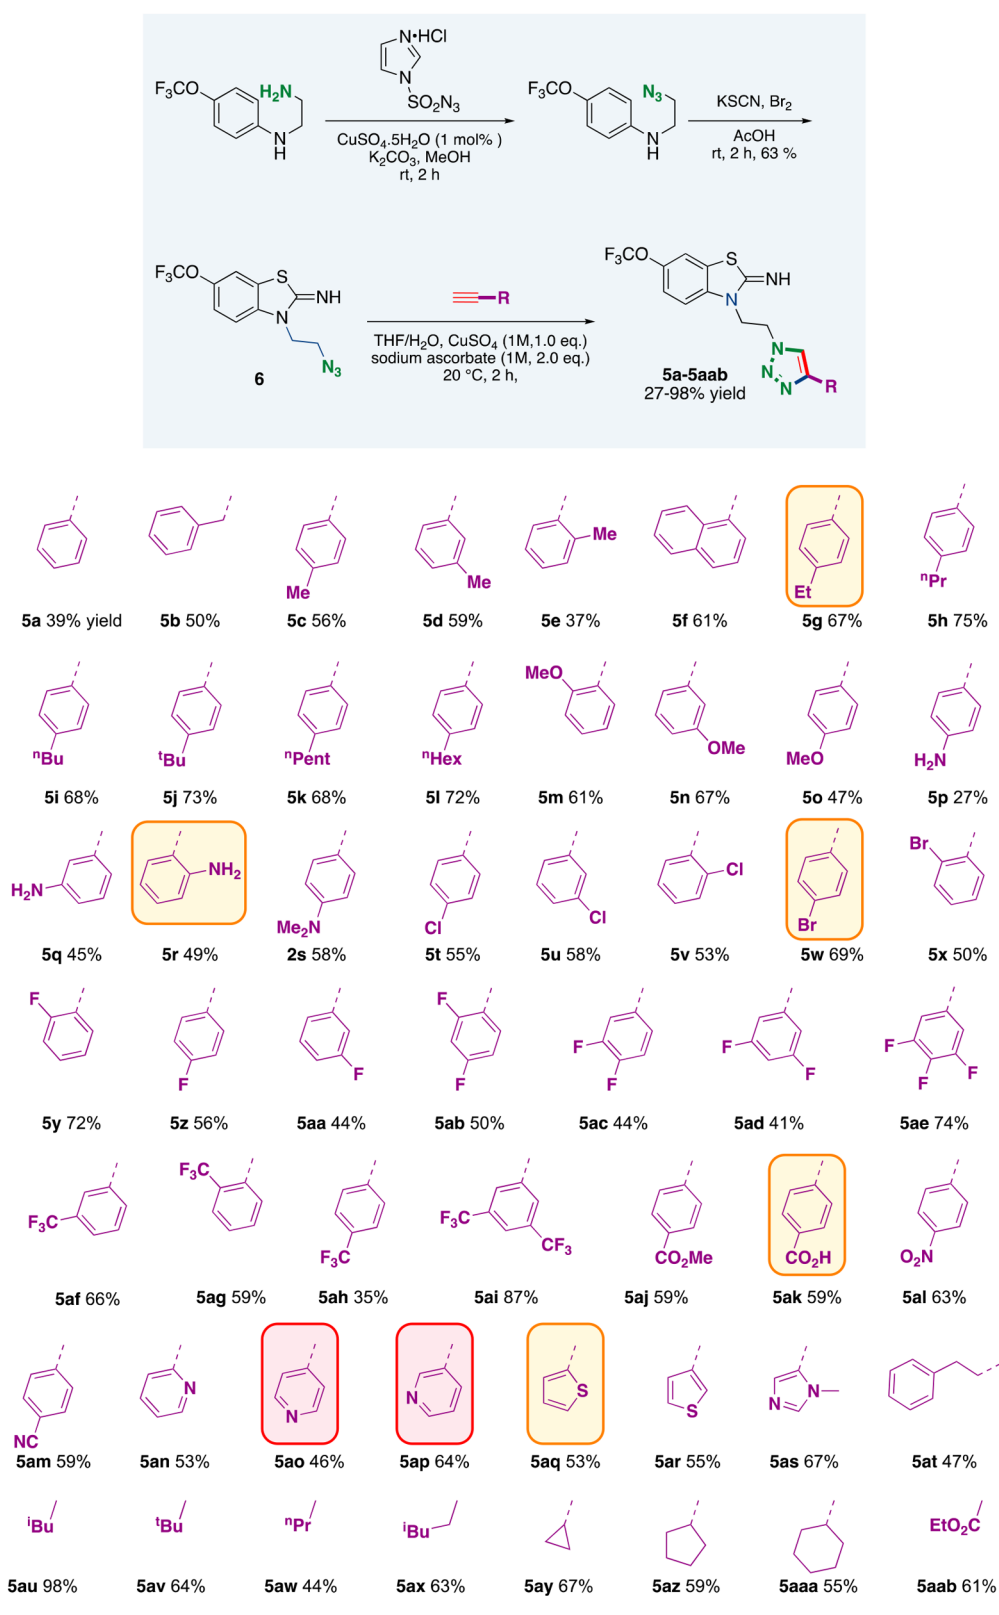 N•HCl
N
SO₂N₃
F₃CO
H₂N
N
H
CuSO₄.5H₂O (1 mol% )
K₂CO₃, MeOH
rt, 2 h
F₃CO
N₃
N
H
KSCN, Br₂
AcOH
rt, 2 h, 63 %
F₃CO
S
NH
N
N₃
6
R
THF/H₂O, CuSO₄ (1M,1.0 eq.)
sodium ascorbate (1M, 2.0 eq.)
20 °C, 2 h,
F₃CO
S
NH
N
N
N
N
R
5a-5aab
27-98% yield
Me
Me
Me
Et
ⁿPr
5a 39% yield
5b 50%
5c 56%
5d 59%
5e 37%
5f 61%
5g 67%
5h 75%
ⁿBu
ᵗBu
ⁿPent
ⁿHex
MeO
OMe
MeO
H₂N
5i 68%
5j 73%
5k 68%
5l 72%
5m 61%
5n 67%
5o 47%
5p 27%
H₂N
NH₂
Me₂N
Cl
Cl
Cl
Br
Br
5q 45%
5r 49%
2s 58%
5t 55%
5u 58%
5v 53%
5w 69%
5x 50%
F
F
F
F
F
F
F
F
F
F
F
F
5y 72%
5z 56%
5aa 44%
5ab 50%
5ac 44%
5ad 41%
5ae 74%
F₃C
F₃C
F₃C
F₃C
CF₃
CO₂Me
CO₂H
O₂N
5af 66%
5ag 59%
5ah 35%
5ai 87%
5aj 59%
5ak 59%
5al 63%
NC
N
N
N
S
S
N
N
5am 59%
5an 53%
5ao 46%
5ap 64%
5aq 53%
5ar 55%
5as 67%
5at 47%
ⁱBu
ᵗBu
ⁿPr
ⁱBu
EtO₂C
5au 98%
5av 64%
5aw 44%
5ax 63%
5ay 67%
5az 59%
5aaa 55%
5aab 61%